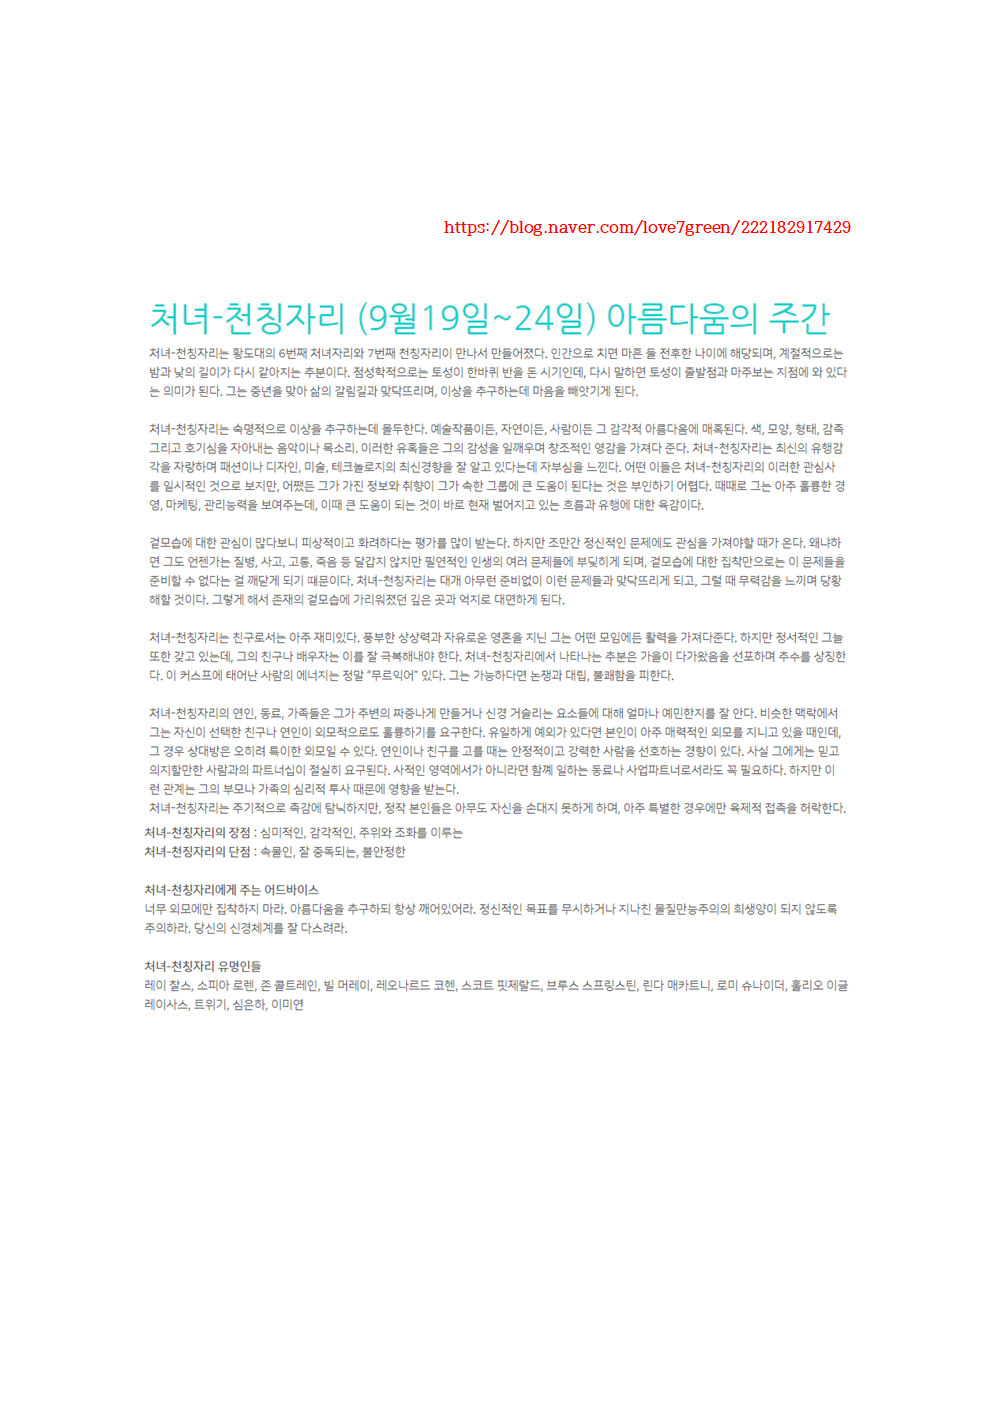 https://blog.naver.com/love7green/222182917429
처녀-천칭자리 (9월19일~24일) 아름다움의 주간
처녀-천칭자리는 황도대의 6번째 처녀자리와 7번째 천칭자리이 만나서 만들어졌다. 인간으로 치면 마흔 둘 전후한 나이에 해당되며, 계절적으로는
밤과 낮의 길이가 다시 같아지는 추분이다. 점성학적으로는 토성이 한바퀴 반을 돈 시기인데, 다시 말하면 토성이 출발점과 마주보는 지점에 와 있다
는 의미가 된다. 그는 중년을 맞아 삶의 갈림길과 맞닥뜨리며, 이상을 추구하는데 마음을 빼앗기게 된다.
처녀-천칭자리는 숙명적으로 이상을 추구하는데 몰두한다. 예술작품이든, 자연이든, 사람이든 그 감각적 아름다움에 매혹된다. 색, 모양, 형태, 감촉
그리고 호기심을 자아내는 음악이나 목소리. 이러한 유혹들은 그의 감성을 일깨우며 창조적인 영감을 가져다 준다. 처녀-천칭자리는 최신의 유행감
각을 자랑하며 패션이나 디자인, 미술, 테크놀로지의 최신경향을 잘 알고 있다는데 자부심을 느낀다. 어떤 이들은 처녀-천칭자리의 이러한 관심사
를 일시적인 것으로 보지만, 어쨌든 그가 가진 정보와 취향이 그가 속한 그룹에 큰 도움이 된다는 것은 부인하기 어렵다. 때때로 그는 아주 훌륭한 경
영, 마케팅, 관리능력을 보여주는데, 이때 큰 도움이 되는 것이 바로 현재 벌어지고 있는 흐름과 유행에 대한 육감이다.
겉모습에 대한 관심이 많다보니 피상적이고 화려하다는 평가를 많이 받는다. 하지만 조만간 정신적인 문제에도 관심을 가져야할 때가 온다. 왜냐하
면 그도 언젠가는 질병, 사고, 고통, 죽음 등 달갑지 않지만 필연적인 인생의 여러 문제들에 부딪히게 되며, 겉모습에 대한 집착만으로는 이 문제들을
준비할 수 없다는 걸 깨닫게 되기 때문이다. 처녀-천칭자리는 대개 아무런 준비없이 이런 문제들과 맞닥뜨리게 되고, 그럴 때 무력감을 느끼며 당황
해할 것이다. 그렇게 해서 존재의 겉모습에 가리워졌던 깊은 곳과 억지로 대면하게 된다.
처녀-천칭자리는 친구로서는 아주 재미있다. 풍부한 상상력과 자유로운 영혼을 지닌 그는 어떤 모임에든 활력을 가져다준다. 하지만 정서적인 그늘
또한 갖고 있는데, 그의 친구나 배우자는 이를 잘 극복해내야 한다. 처녀-천칭자리에서 나타나는 추분은 가을이 다가왔음을 선포하며 추수를 상징한
다. 이 커스프에 태어난 사람의 에너지는 정말 "무르익어" 있다. 그는 가능하다면 논쟁과 대립, 불쾌함을 피한다.
처녀-천칭자리의 연인, 동료, 가족들은 그가 주변의 짜증나게 만들거나 신경 거슬리는 요소들에 대해 얼마나 예민한지를 잘 안다. 비슷한 맥락에서
그는 자신이 선택한 친구나 연인이 외모적으로도 훌륭하기를 요구한다. 유일하게 예외가 있다면 본인이 아주 매력적인 외모를 지니고 있을 때인데,
그 경우 상대방은 오히려 특이한 외모일 수 있다. 연인이나 친구를 고를 때는 안정적이고 강력한 사람을 선호하는 경향이 있다. 사실 그에게는 믿고
의지할만한 사람과의 파트너십이 절실히 요구된다. 사적인 영역에서가 아니라면 함께 일하는 동료나 사업파트너로서라도 꼭 필요하다. 하지만 이
런 관계는 그의 부모나 가족의 심리적 투사 때문에 영향을 받는다.
처녀-천칭자리는 주기적으로 촉감에 탐닉하지만, 정작 본인들은 아무도 자신을 손대지 못하게 하며, 아주 특별한 경우에만 육체적 접촉을 허락한다.
처녀-천칭자리의 장점 : 심미적인, 감각적인, 주위와 조화를 이루는
처녀-천징자리의 단점 : 속물인, 잘 중독되는, 불안정한
처녀-천칭자리에게 주는 어드바이스
너무 외모에만 집착하지 마라. 아름다움을 추구하되 항상 깨어있어라. 정신적인 목표를 무시하거나 지나친 물질만능주의의 희생양이 되지 않도록
주의하라. 당신의 신경체계를 잘 다스려라.
처녀-천칭자리 유명인들
레이 찰스, 소피아 로렌, 존 콜트레인, 빌 머레이, 레오나르드 코헨, 스코트 핏제랄드, 브루스 스프링스틴, 린다 매카트니, 로미 슈나이더, 훌리오 이글
레이사스, 트위기, 심은하, 이미연